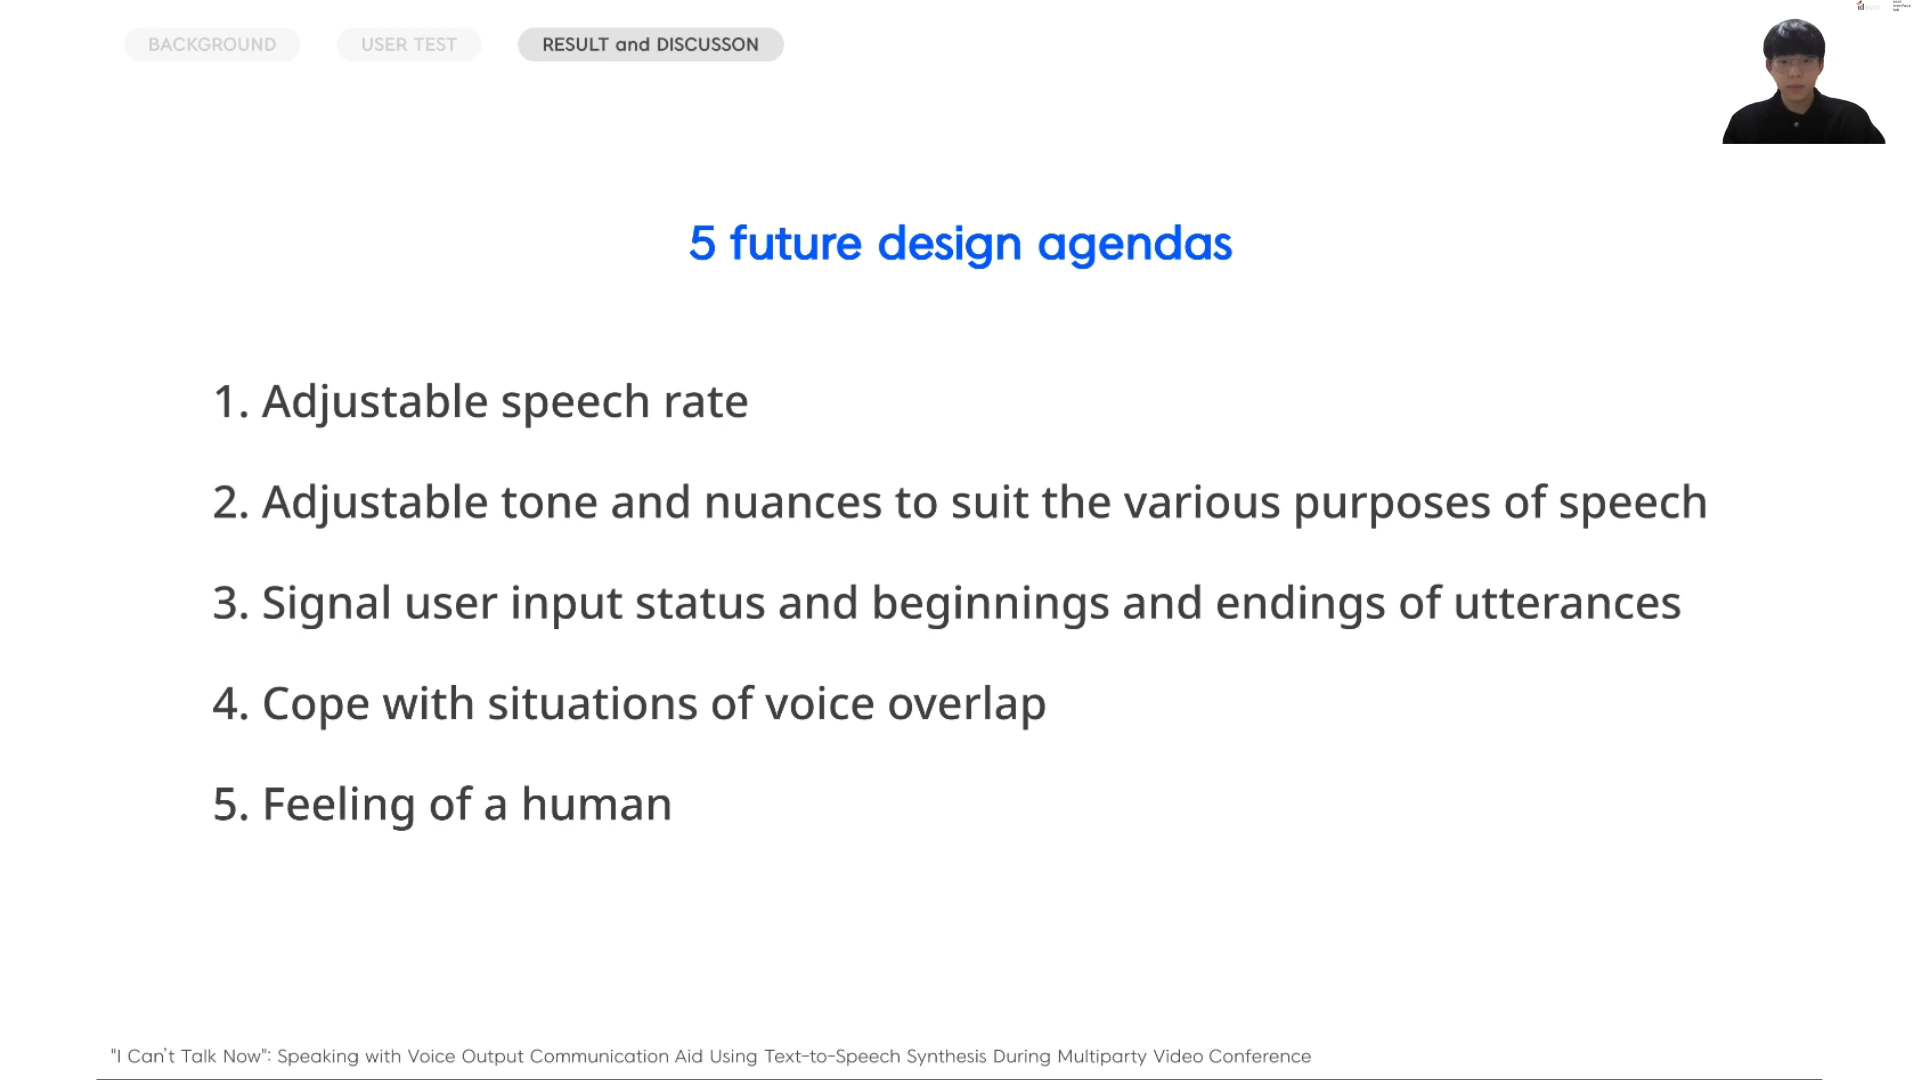 BACKGROUND
USER TEST
RESULT and DISCUSSON
5 future design agendas
1. Adjustable speech rate
2. Adjustable tone and nuances to suit the various purposes of speech
3. Signal user input status and beginnings and endings of utterances
4. Cope with situations of voice overlap
5. Feeling of a human
"I Can't Talk Now": Speaking with Voice Output Communication Aid Using Text-to-Speech Synthesis During Multiparty Video Conference